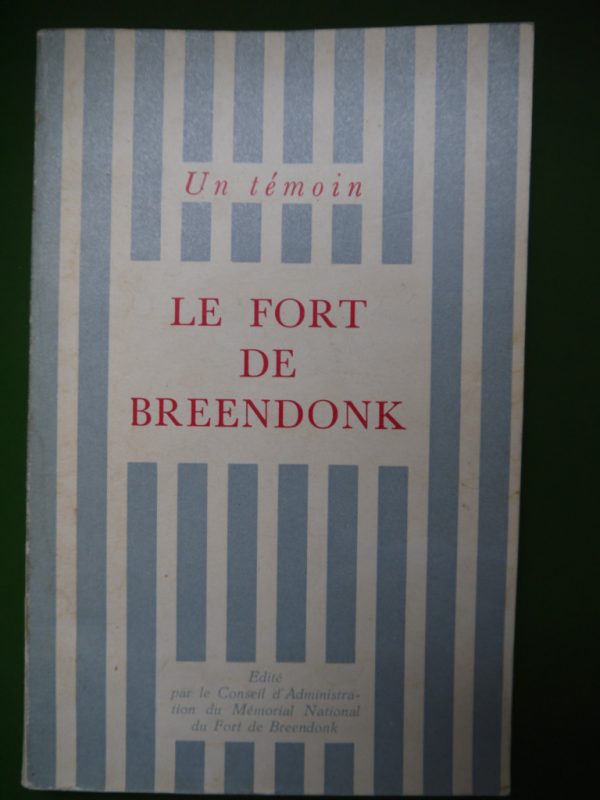 Un témoin
LE FORT
DE
BREENDONK
Edité
par le Conseil d'Administra-
tion du Mémorial National
du Fort de Breendonk